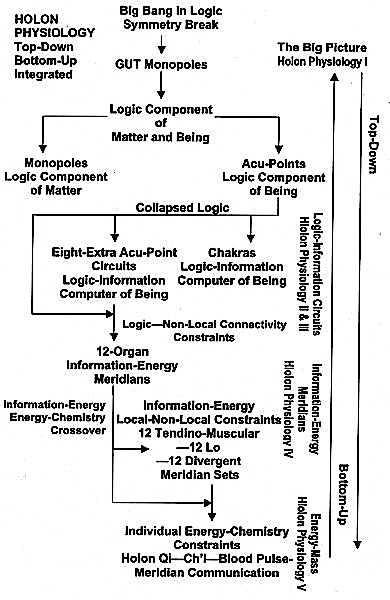 HOLON
PHYSIOLOGY
Top-Down
Bottom-Up
Integrated
Big Bang in Logic
Symmetry Break
GUT Monopoles
The Big Picture
Holon Physiology I
Logic Component
of
Matter and Being
Monopoles
Logic Component
of Matter
Acu-Points
Logic Component
of Being
Collapsed Logic
Eight-Extra Acu-Point
Circuits
Logic-Information
Computer of Being
Chakras
Logic-Information
Computer of Being
Logic—Non-Local Connectivity
Constraints
12-Organ
Information-Energy
Meridians
Information-Energy
Energy-Chemistry
Crossover
Information-Energy
Local-Non-Local Constraints
12 Tendino-Muscular
—12 Lo
—12 Divergent
Meridian Sets
Individual Energy-Chemistry
Constraints
Holon Qi—Ch'i—Blood Pulse-
Meridian Communication
Top-Down
Logic-Information Circuits
Holon Physiology II & III
Information-Energy
Meridians
Holon Physiology IV
Bottom-Up
Energy-Mass
Holon Physiology V